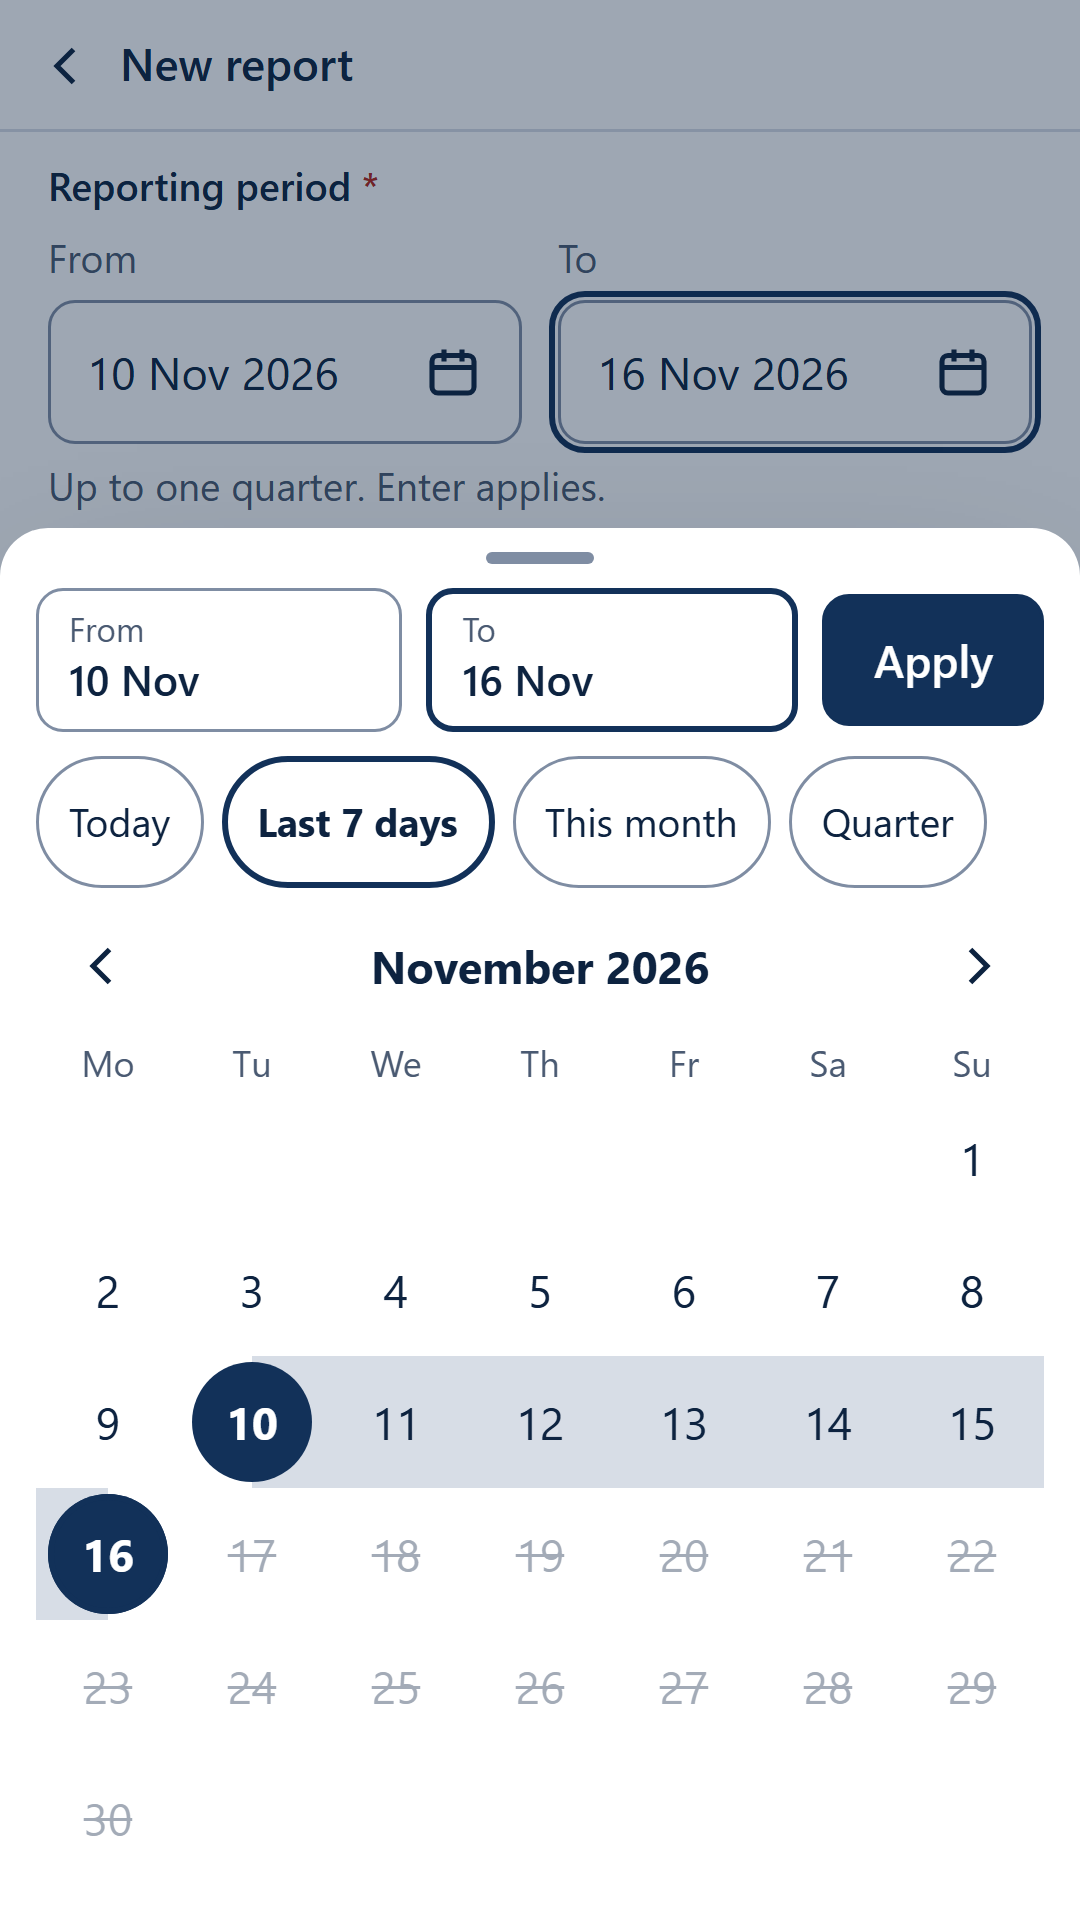 New report
Reporting period *
From To
10 Nov 2026 16 Nov 2026
Up to one quarter. Enter applies.
From To
10 Nov 16 Nov Apply
Today Last 7 days This month Quarter
November 2026
Mo Tu We Th Fr Sa Su
1
2 3 4 5 6 7 8
9 10 11 12 13 14 15
16 17 18 19 20 21 22
23 24 25 26 27 28 29
30